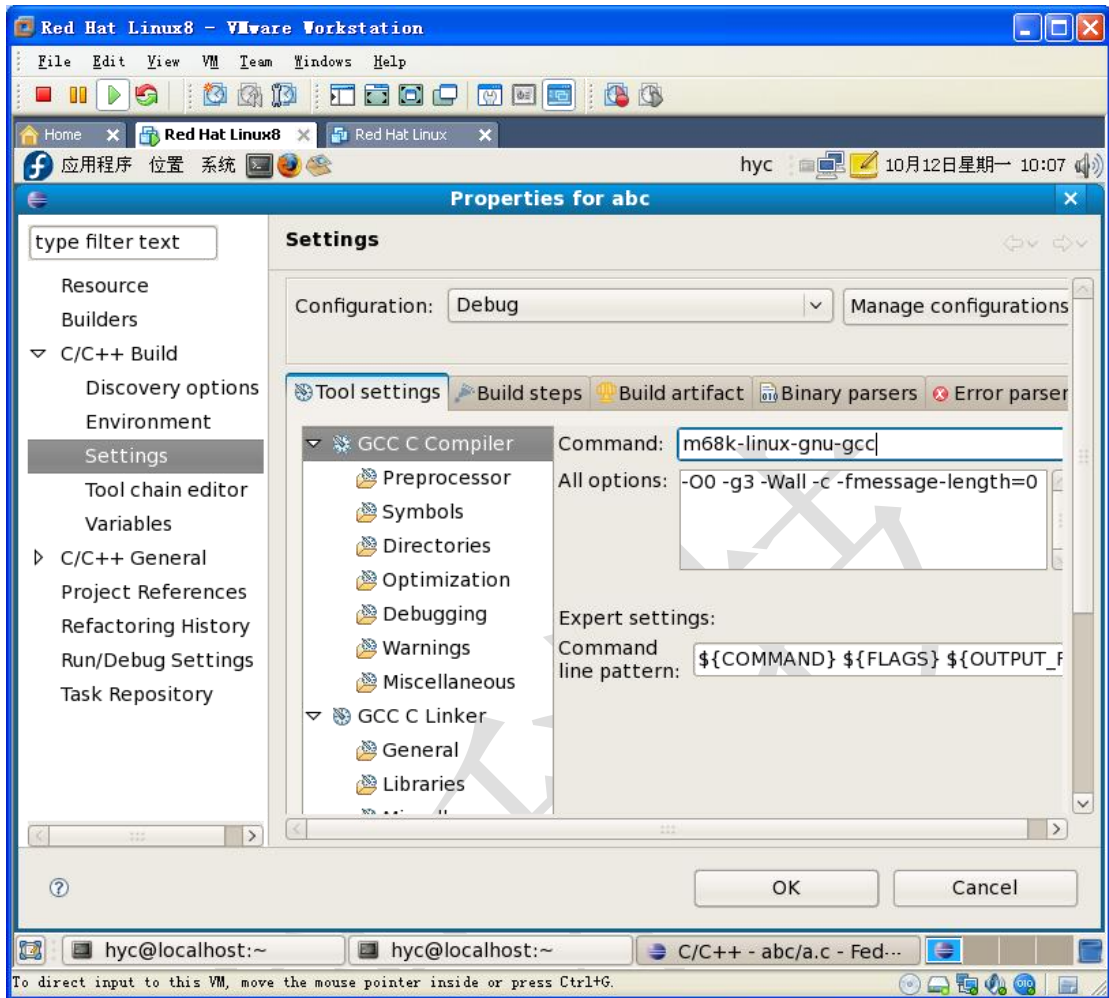 Red Hat Linux8 - VMware Workstation
File Edit View VM Team Windows Help
Home Red Hat Linux8 Red Hat Linux
应用程序 位置 系统 hyc 10月12日星期一 10:07
Properties for abc
type filter text
Settings
Resource
Builders
C/C++ Build
Discovery options
Environment
Settings
Tool chain editor
Variables
C/C++ General
Project References
Refactoring History
Run/Debug Settings
Task Repository
Configuration: Debug Manage configurations
Tool settings Build steps Build artifact Binary parsers Error parser
GCC C Compiler
Preprocessor
Symbols
Directories
Optimization
Debugging
Warnings
Miscellaneous
GCC C Linker
General
Libraries
Command: m68k-linux-gnu-gcc
All options: -O0 -g3 -Wall -c -fmessage-length=0
Expert settings:
Command
line pattern: ${COMMAND} ${FLAGS} ${OUTPUT_F
OK Cancel
hyc@localhost:~ hyc@localhost:~ C/C++ - abc/a.c - Fed...
To direct input to this VM, move the mouse pointer inside or press Ctrl+G.